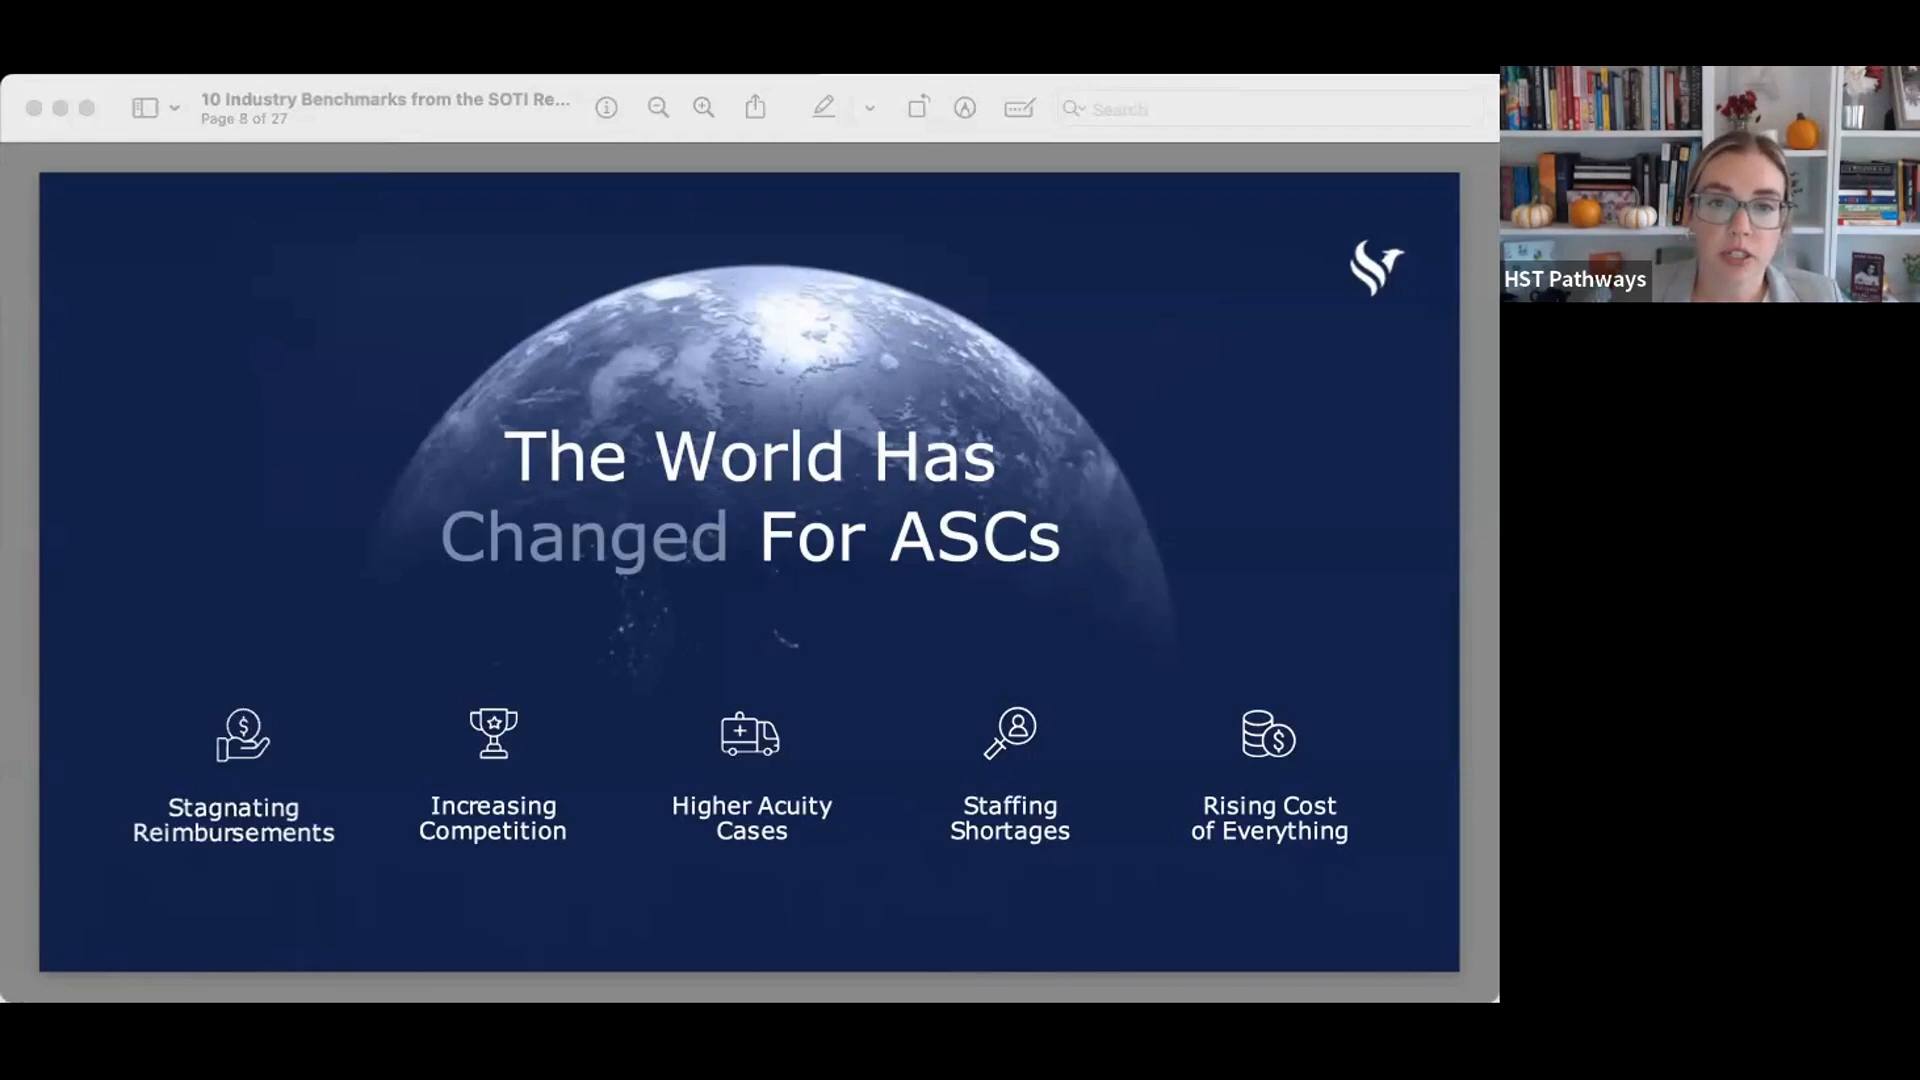 10 Industry Benchmarks from the SOTI Re...
Page 8 of 27
Search
HST Pathways
The World Has
Changed For ASCs
Stagnating
Reimbursements
Increasing
Competition
Higher Acuity
Cases
Staffing
Shortages
Rising Cost
of Everything